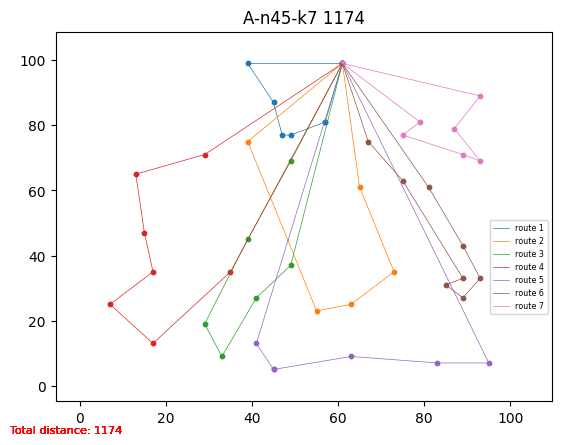 A-n45-k7 1174
100
80
60
40
20
0
route 1
route 2
route 3
route 4
route 5
route 6
route 7
0 20 40 60 80 100
Total distance: 1174